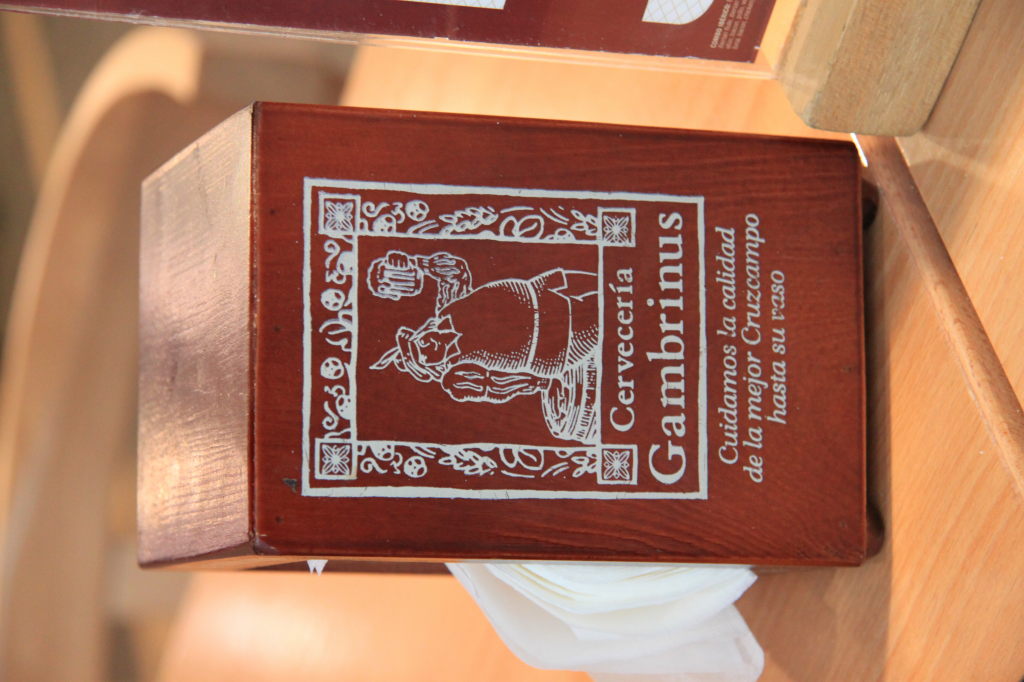 Cervecería
Gambrinus
Cuidamos la calidad
de la mejor Cruzcampo
hasta su vaso